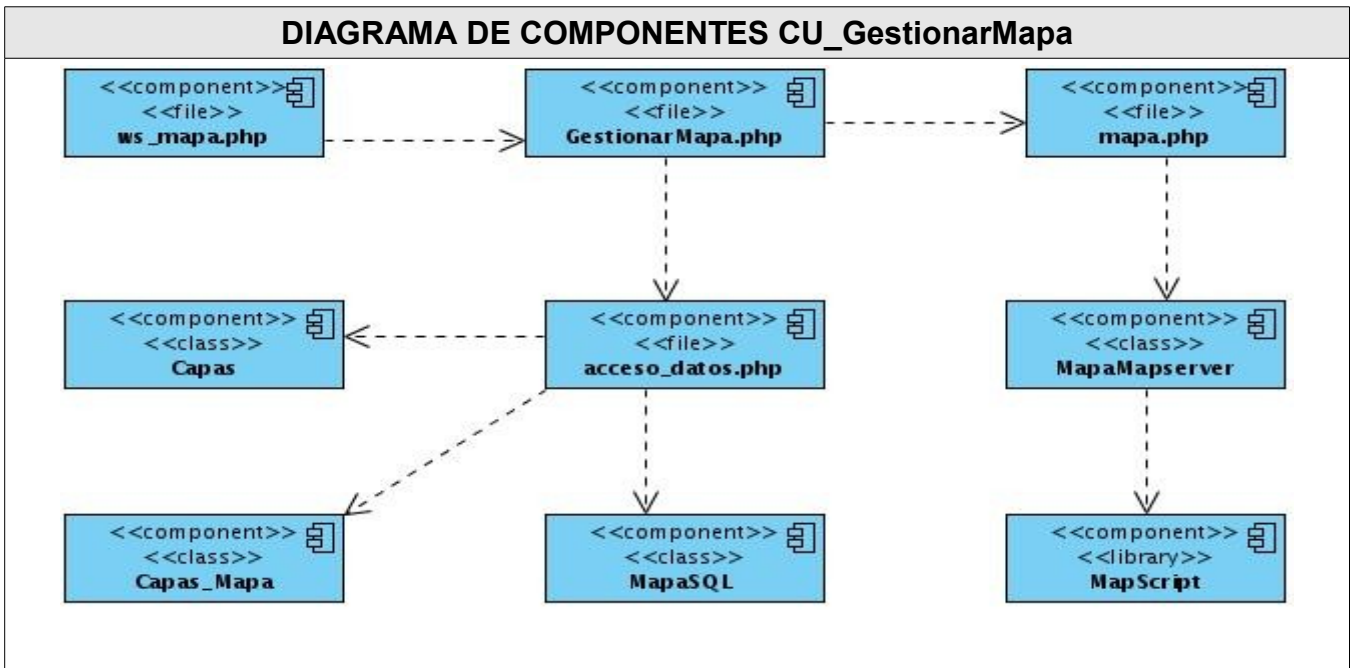 DIAGRAMA DE COMPONENTES CU_GestionarMapa
<<component>>
<<file>>
ws_mapa.php
<<component>>
<<file>>
GestionarMapa.php
<<component>>
<<file>>
mapa.php
<<component>>
<<class>>
Capas
<<component>>
<<file>>
acceso_datos.php
<<component>>
<<class>>
MapaMapserver
<<component>>
<<class>>
Capas_Mapa
<<component>>
<<class>>
MapaSQL
<<component>>
<<library>>
MapScript